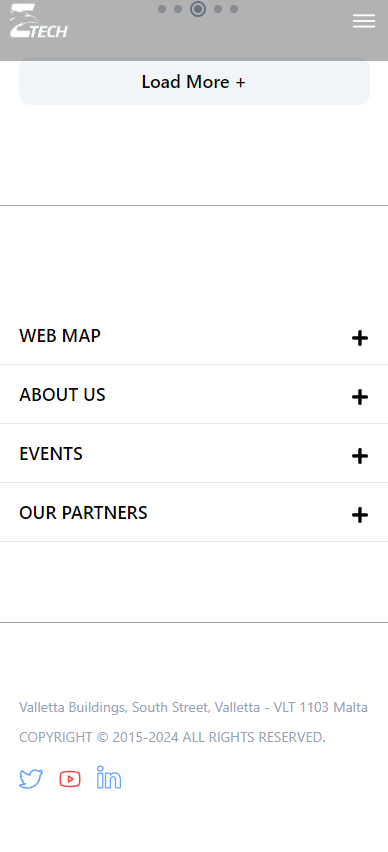 TECH
Load More +
WEB MAP
ABOUT US
EVENTS
OUR PARTNERS
Valletta Buildings, South Street, Valletta - VLT 1103 Malta
COPYRIGHT © 2015-2024 ALL RIGHTS RESERVED.
in